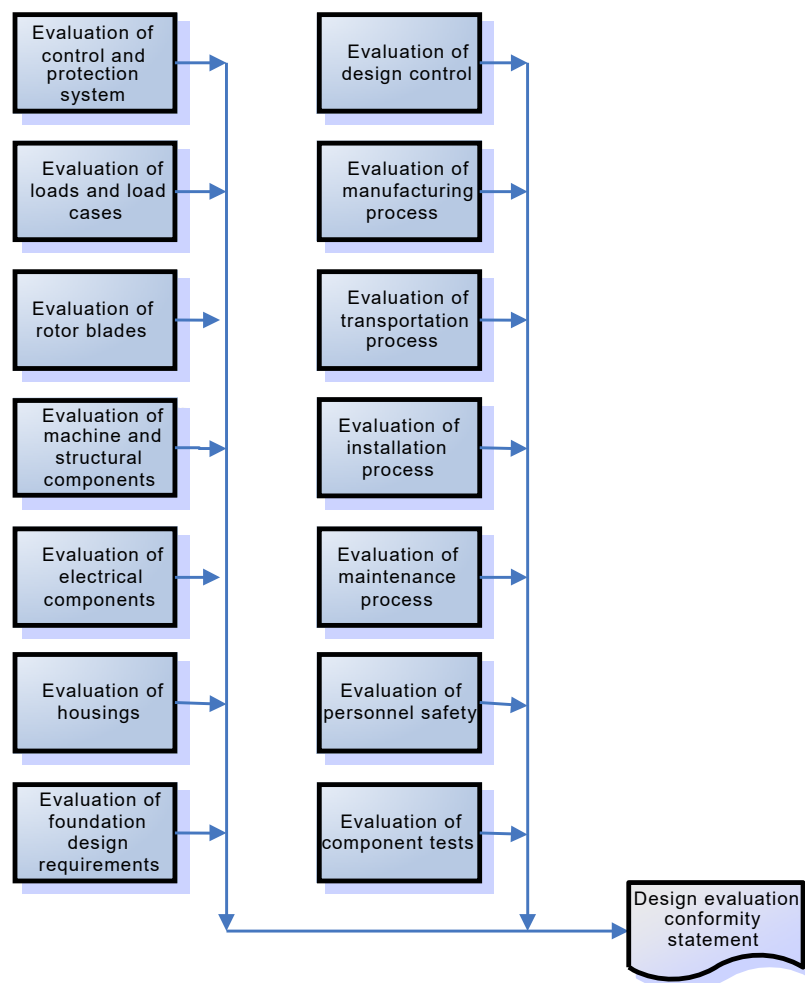 Evaluation of
control and
protection
system
Evaluation of
loads and load
cases
Evaluation of
rotor blades
Evaluation of
machine and
structural
components
Evaluation of
electrical
components
Evaluation of
housings
Evaluation of
foundation
design
requirements
Evaluation of
design control
Evaluation of
manufacturing
process
Evaluation of
transportation
process
Evaluation of
installation
process
Evaluation of
maintenance
process
Evaluation of
personnel safety
Evaluation of
component tests
Design evaluation
conformity
statement